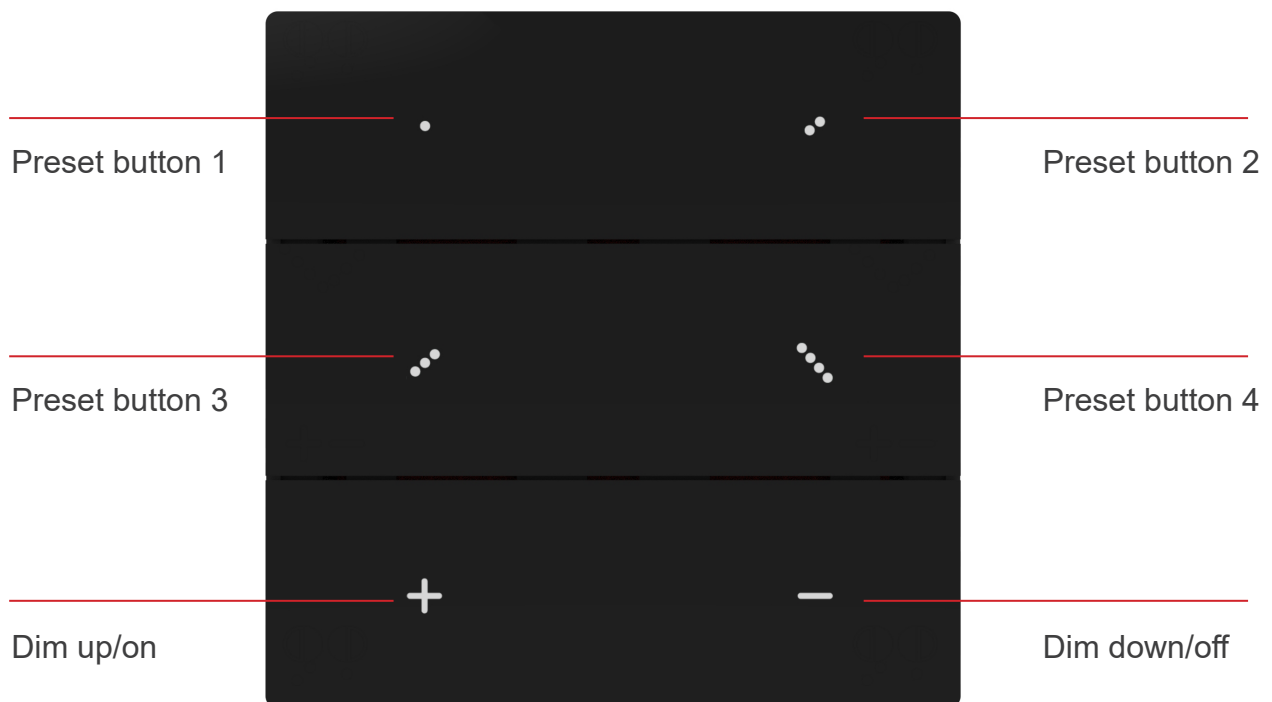 Preset button 1
Preset button 2
Preset button 3
Preset button 4
Dim up/on
Dim down/off